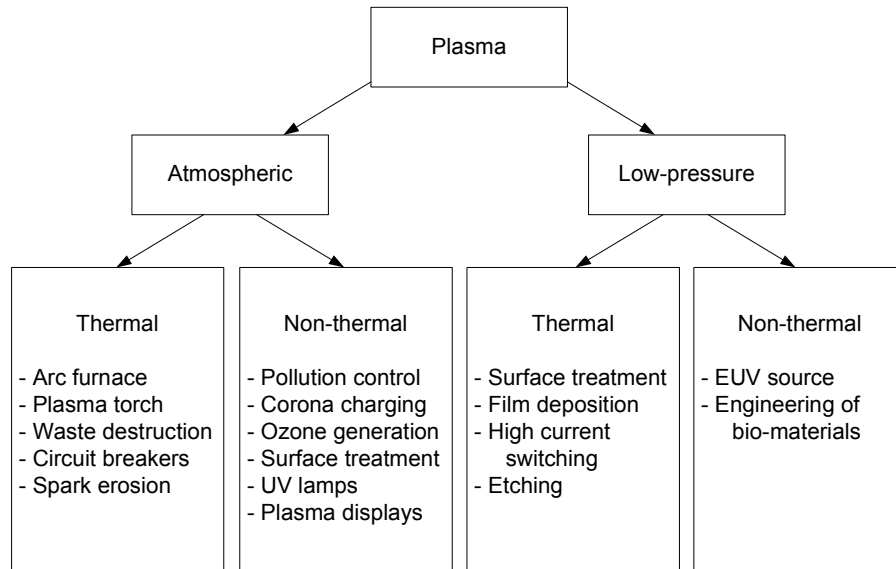 Plasma
Atmospheric
Low-pressure
Thermal
- Arc furnace
- Plasma torch
- Waste destruction
- Circuit breakers
- Spark erosion
Non-thermal
- Pollution control
- Corona charging
- Ozone generation
- Surface treatment
- UV lamps
- Plasma displays
Thermal
- Surface treatment
- Film deposition
- High current
switching
- Etching
Non-thermal
- EUV source
- Engineering of
bio-materials